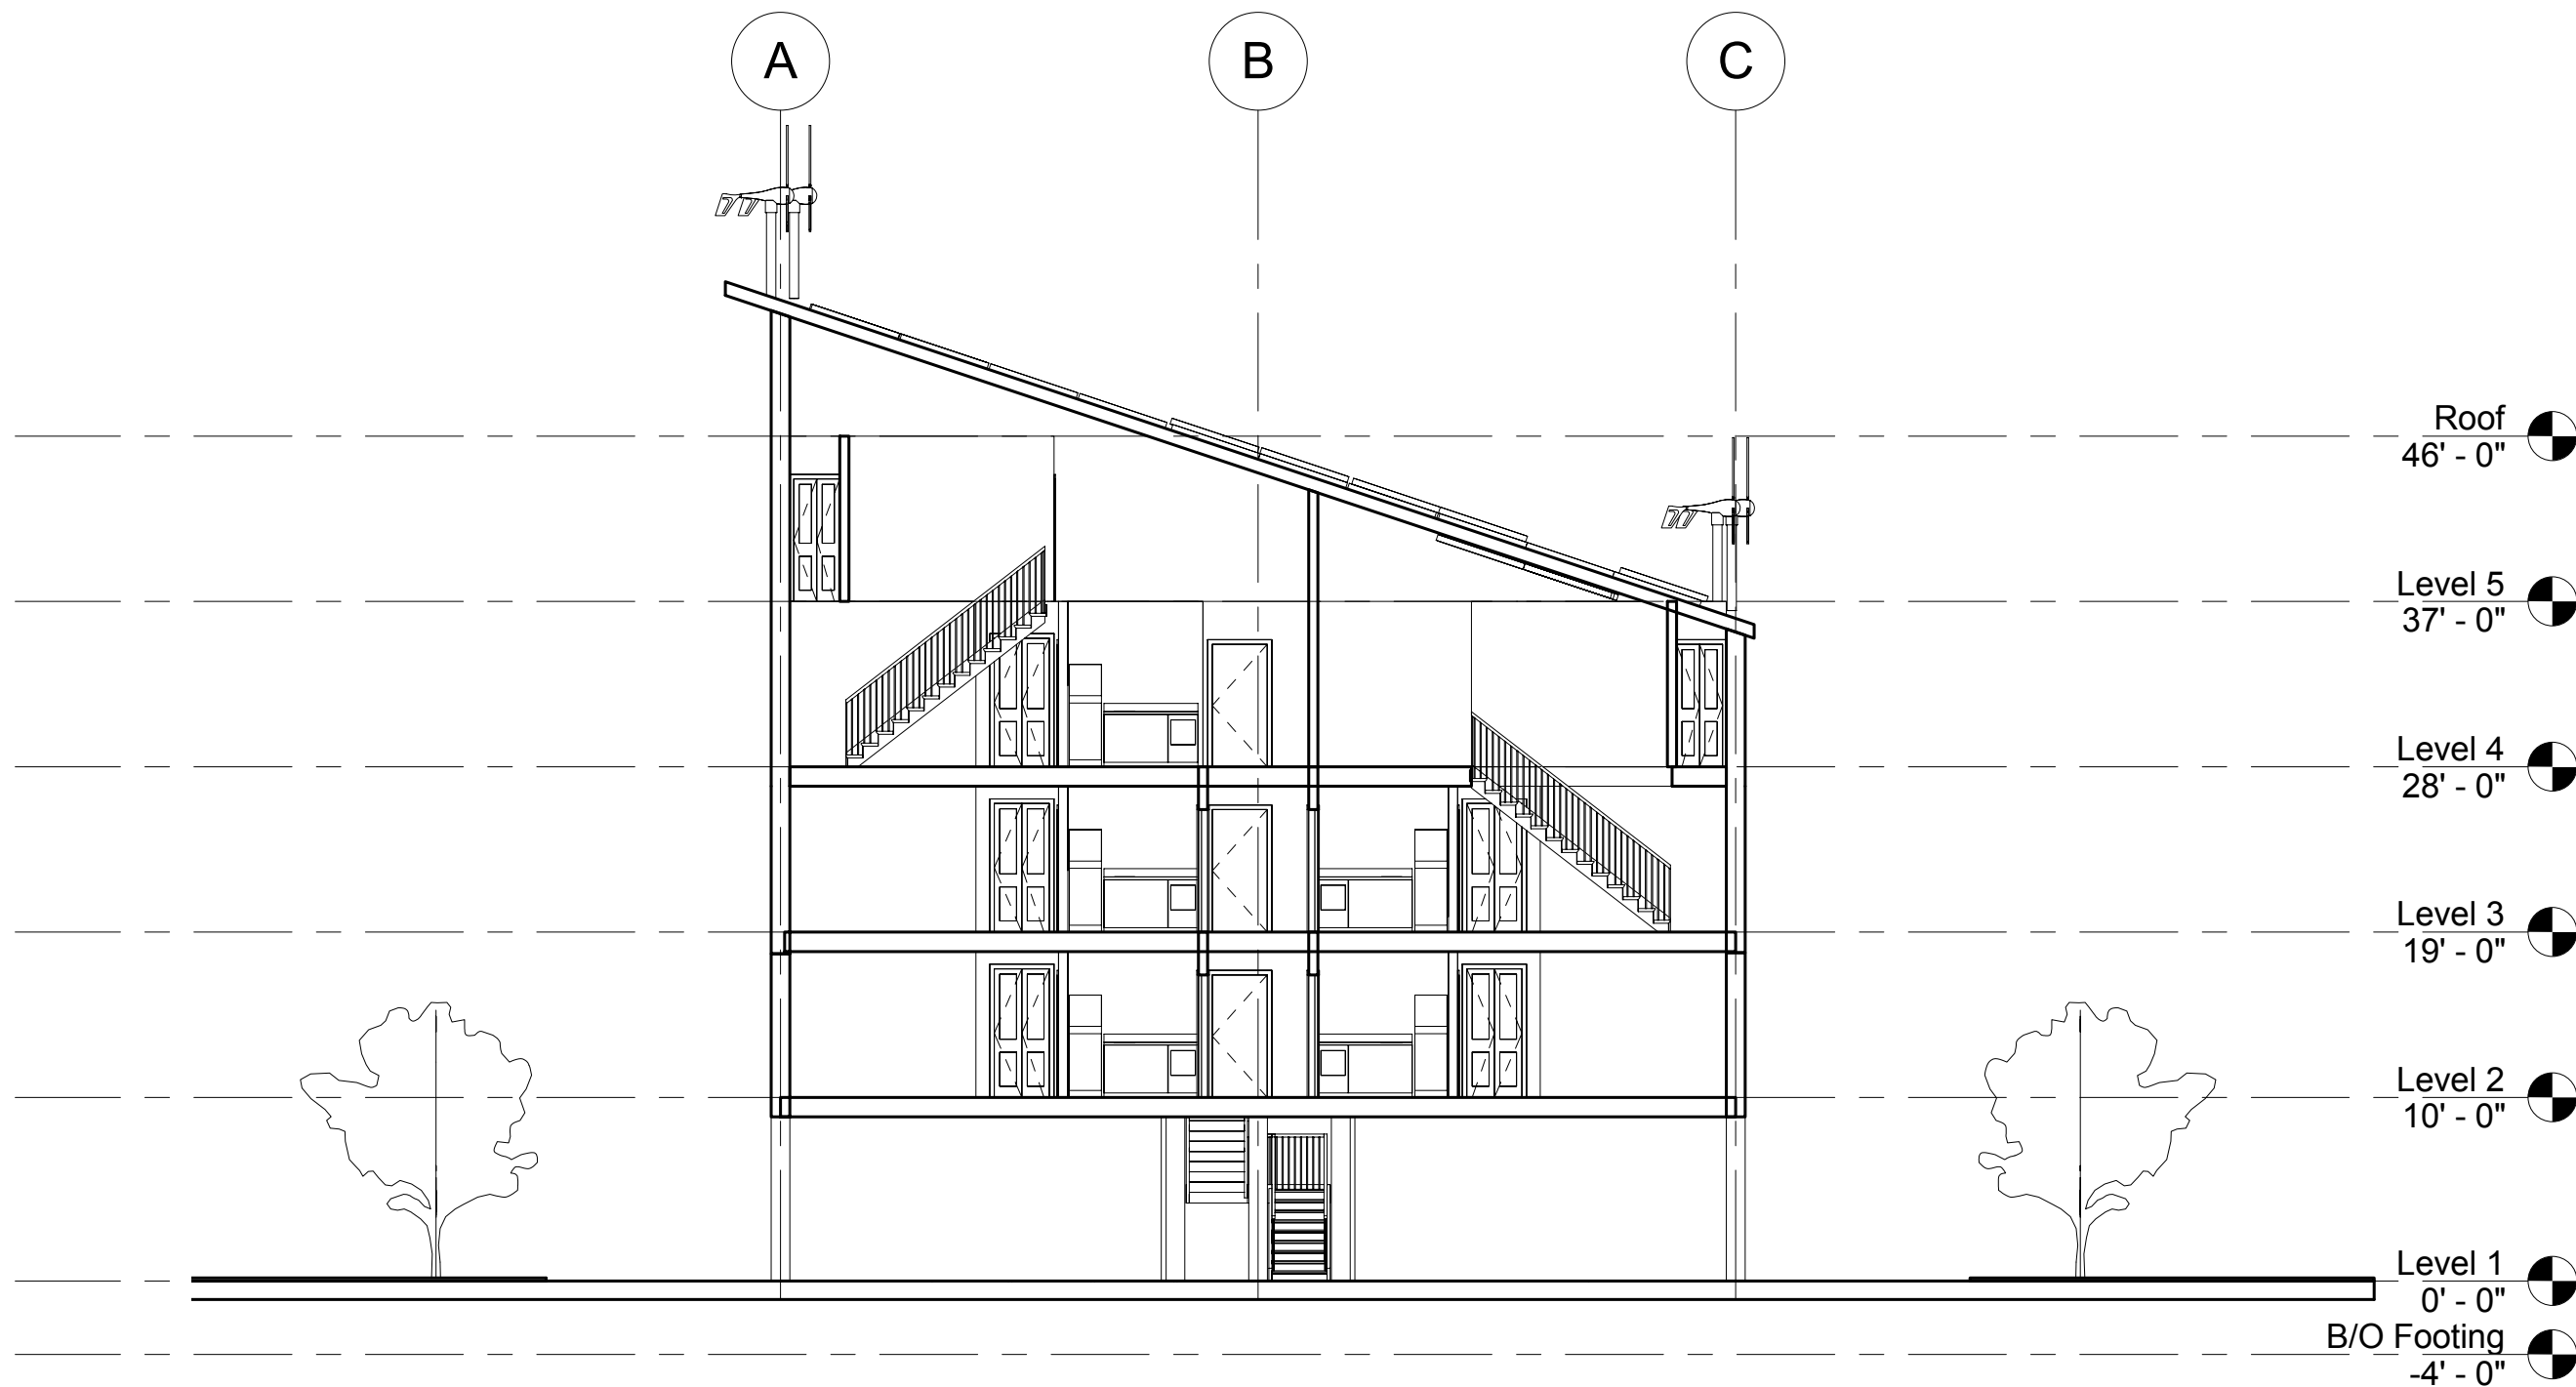 A
B
C
Roof
46' - 0"
Level 5
37' - 0"
Level 4
28' - 0"
Level 3
19' - 0"
Level 2
10' - 0"
Level 1
0' - 0"
B/O Footing
-4' - 0"